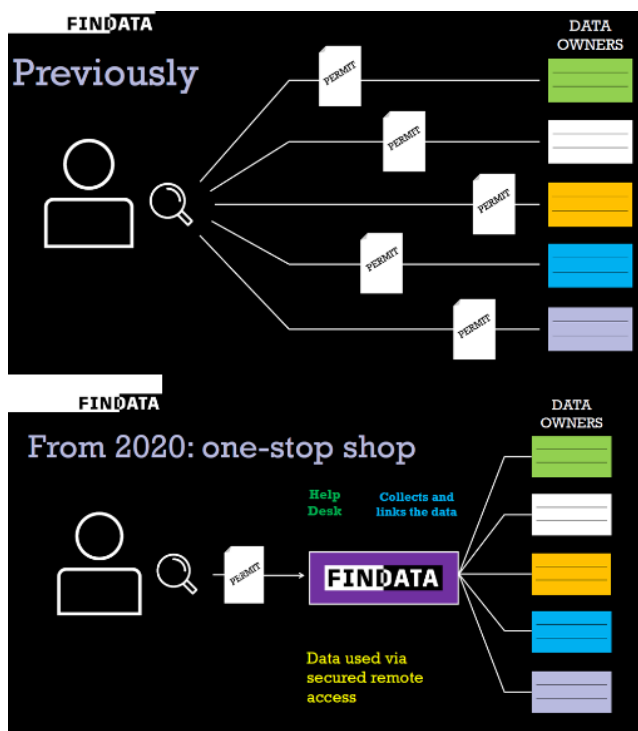 FINDATA
DATA
OWNERS
Previously
PERMIT
PERMIT
PERMIT
PERMIT
PERMIT
FINDATA
DATA
OWNERS
From 2020: one-stop shop
Help
Desk
Collects and
links the data
PERMIT
FINDATA
Data used via
secured remote
access